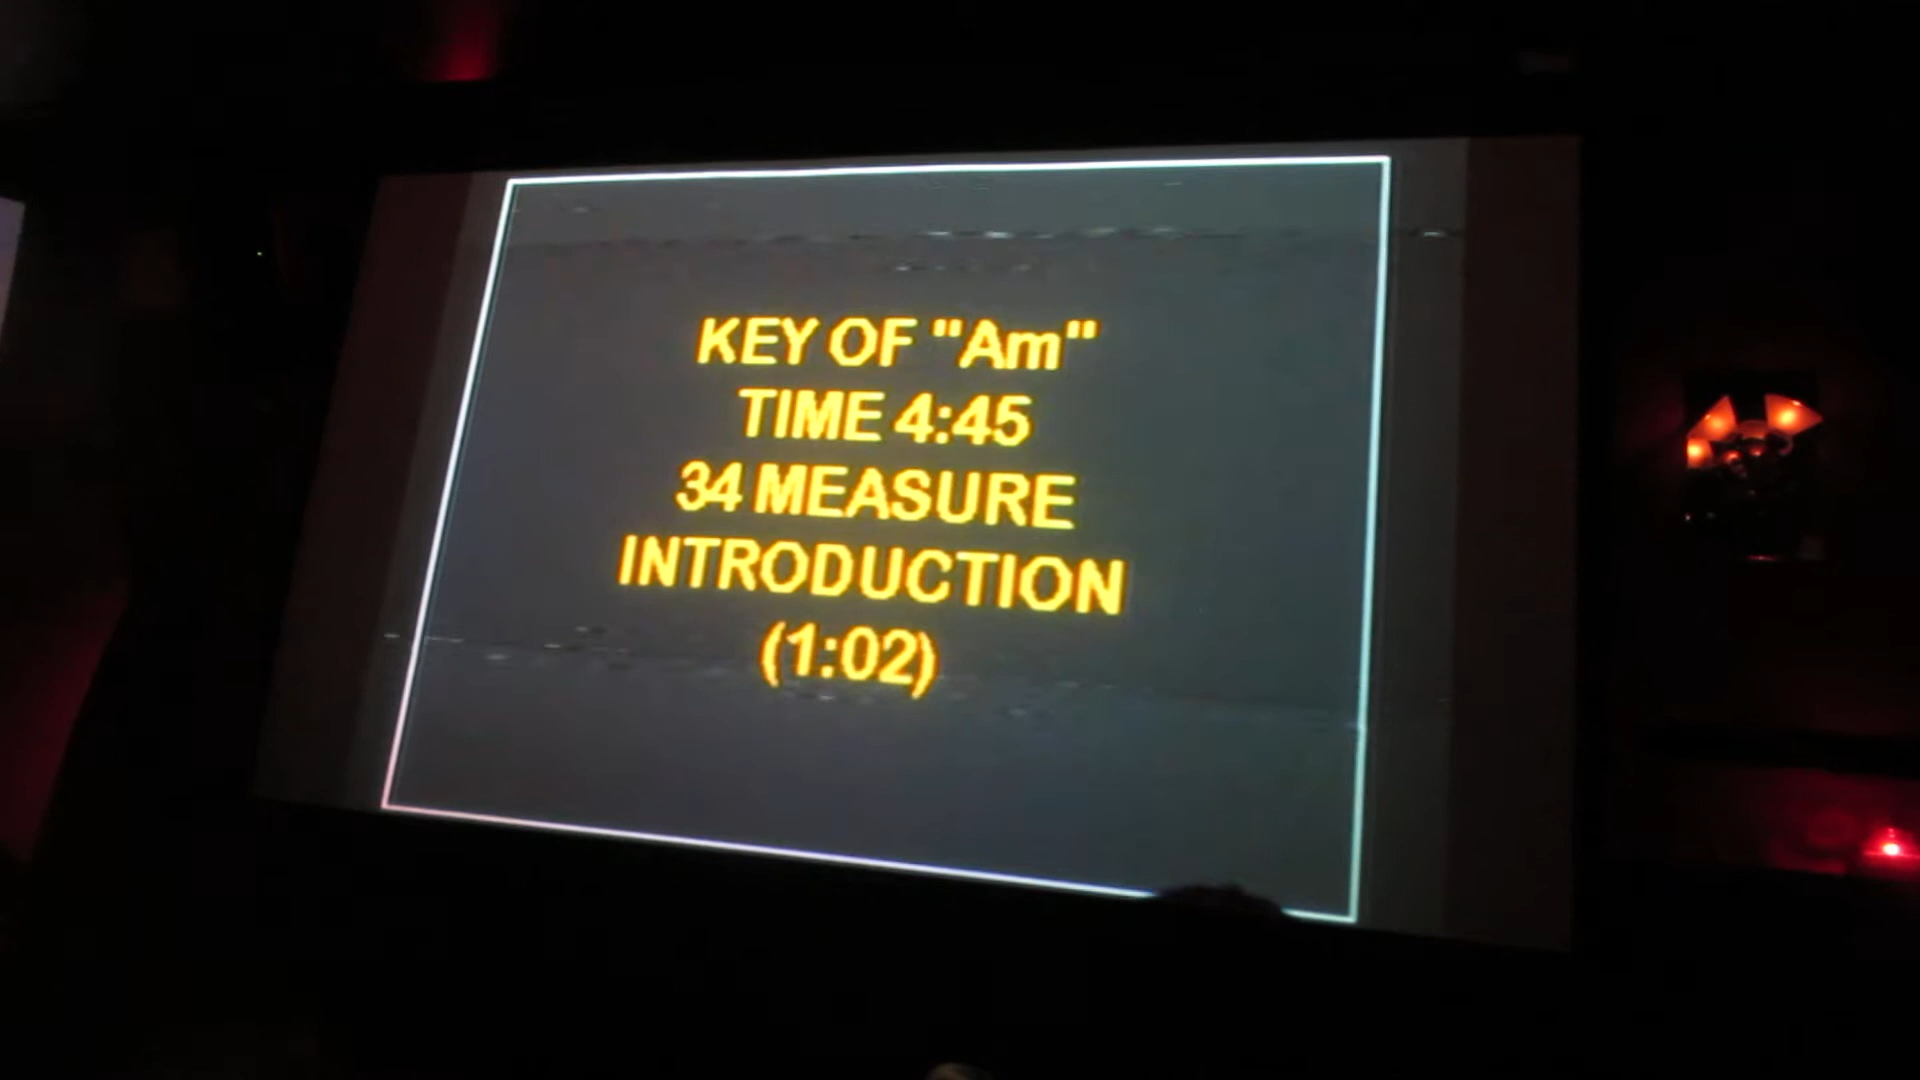 KEY OF "Am"
TIME 4:45
34 MEASURE
INTRODUCTION
(1:02)